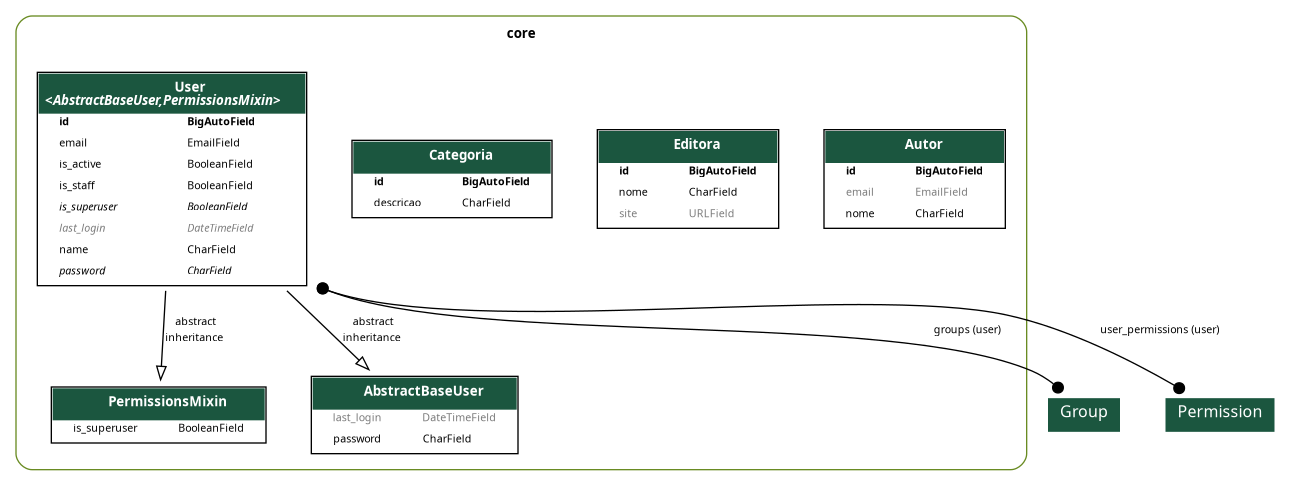 core
User
<AbstractBaseUser,PermissionsMixin>
id BigAutoField
email EmailField
is_active BooleanField
is_staff BooleanField
is_superuser BooleanField
last_login DateTimeField
name CharField
password CharField
Categoria
id BigAutoField
descricao CharField
Editora
id BigAutoField
nome CharField
site URLField
Autor
id BigAutoField
email EmailField
nome CharField
abstract
inheritance
abstract
inheritance
groups (user)
user_permissions (user)
PermissionsMixin
is_superuser BooleanField
AbstractBaseUser
last_login DateTimeField
password CharField
Group
Permission